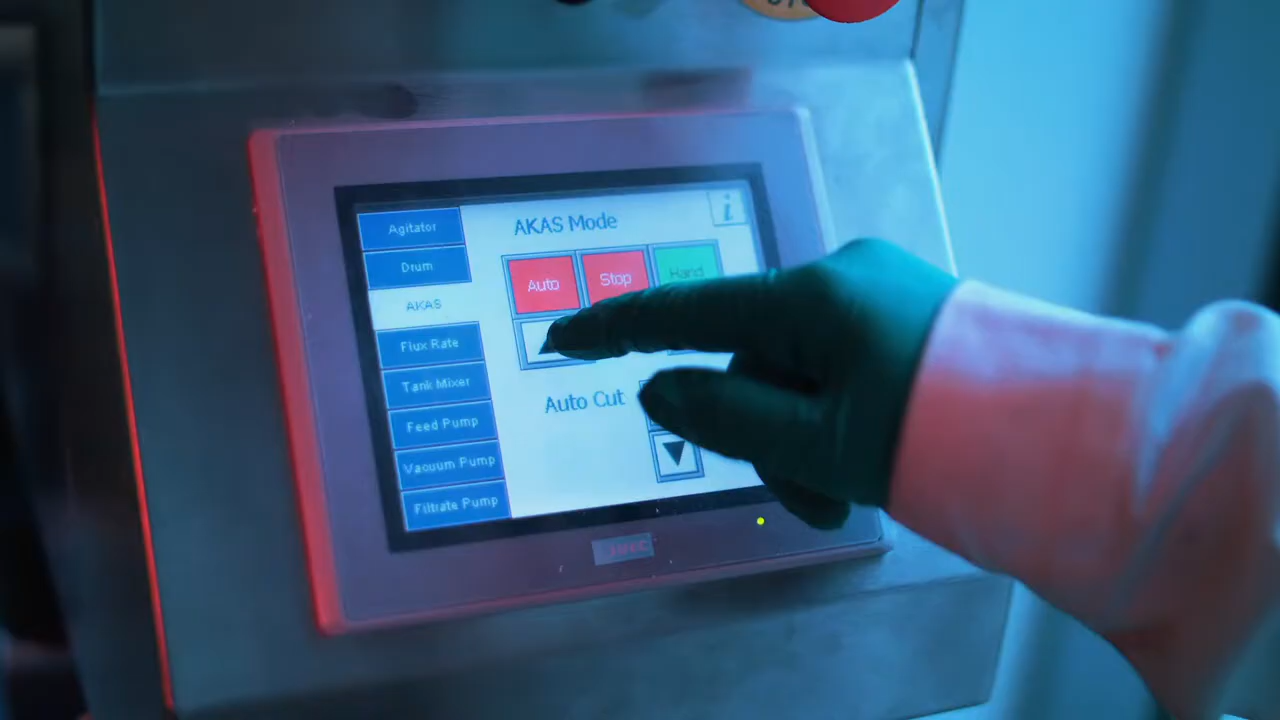 Agitator
Drum
AKAS
Flux Rate
Tank Mixer
Feed Pump
Vacuum Pump
Filtrate Pump
AKAS Mode
i
Auto
Stop
Hand
Auto Cut